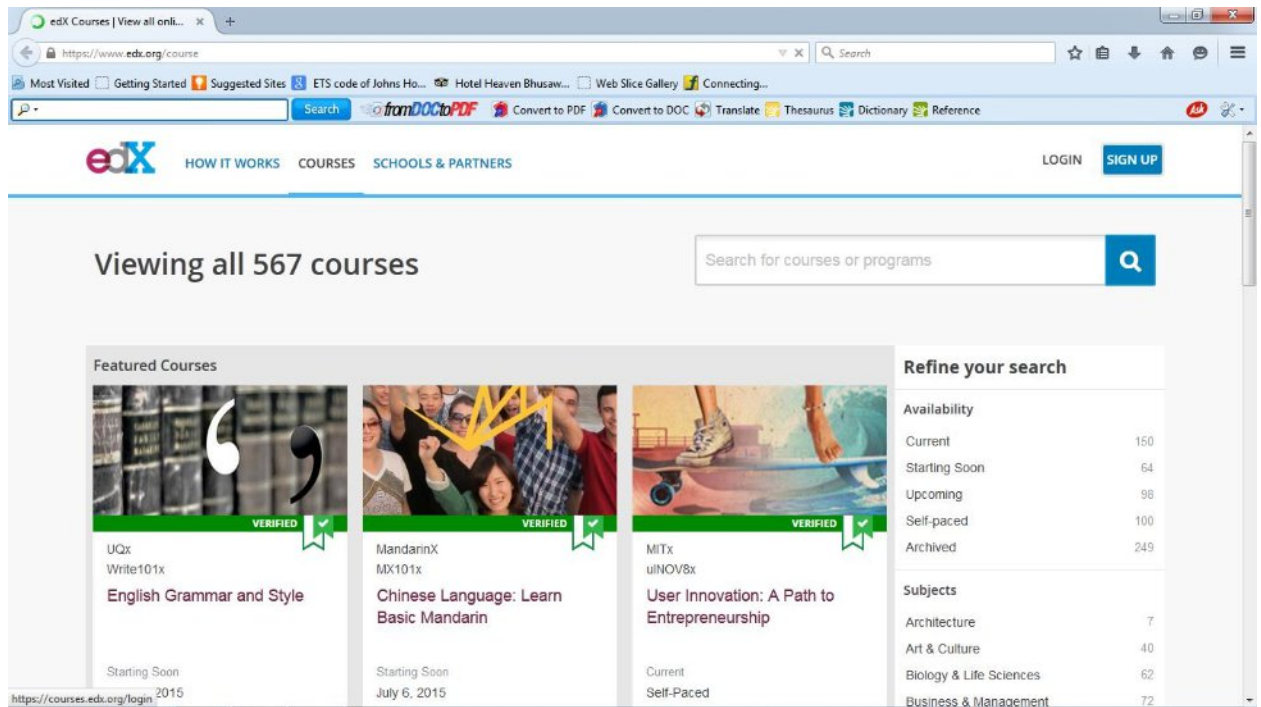 edX Courses | View all onli... × +
https://www.edx.org/course
Search
Most Visited Getting Started Suggested Sites ETS code of Johns Ho... Hotel Heaven Bhusaw... Web Slice Gallery Connecting...
Search fromDOCtoPDF Convert to PDF Convert to DOC Translate Thesaurus Dictionary Reference Ask
edX HOW IT WORKS COURSES SCHOOLS & PARTNERS LOGIN SIGN UP
Viewing all 567 courses
Search for courses or programs
Featured Courses
VERIFIED
UQx
Write101x
English Grammar and Style
Starting Soon
2015
VERIFIED
MandarinX
MX101x
Chinese Language: Learn
Basic Mandarin
Starting Soon
July 6, 2015
VERIFIED
MITx
uINOV8x
User Innovation: A Path to
Entrepreneurship
Current
Self-Paced
Refine your search
Availability
Current 150
Starting Soon 64
Upcoming 98
Self-paced 100
Archived 249
Subjects
Architecture 7
Art & Culture 40
Biology & Life Sciences 62
Business & Management 72
https://courses.edx.org/login